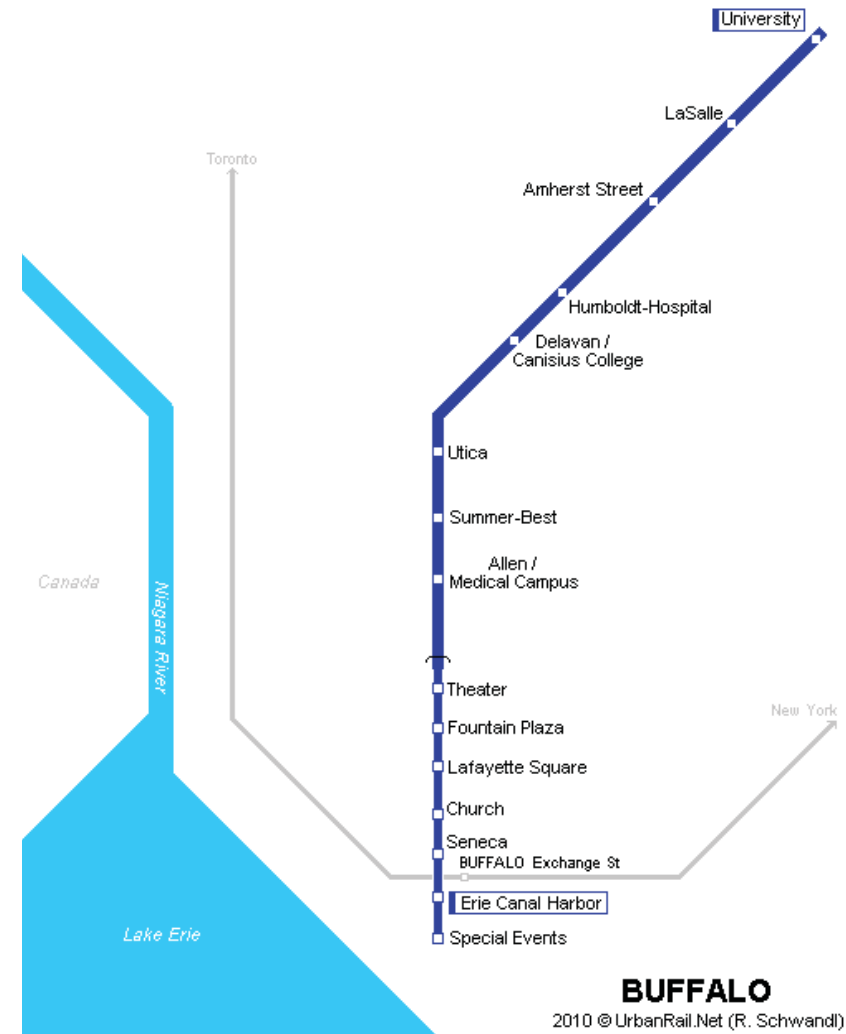 University
LaSalle
Toronto
Amherst Street
Humboldt-Hospital
Delavan /
Canisius College
Utica
Summer-Best
Allen /
Medical Campus
Canada
Niagara River
Theater
New York
Fountain Plaza
Lafayette Square
Church
Seneca
BUFFALO Exchange St
Erie Canal Harbor
Lake Erie
Special Events
BUFFALO
2010 © UrbanRail.Net (R. Schwandl)